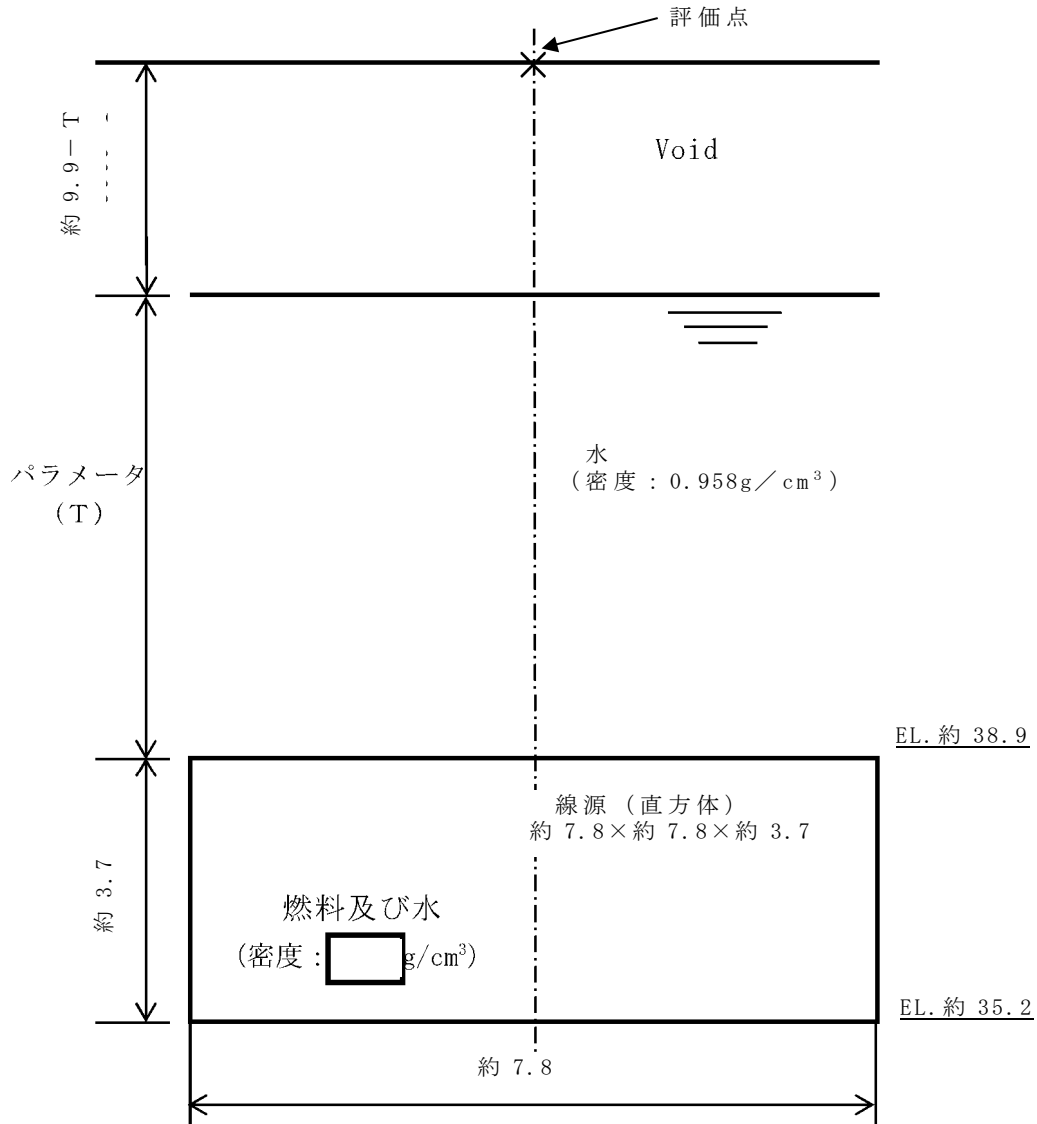 評価点
約 9.9－T
Void
パラメータ
(T)
水
(密度：0.958g／cm³)
EL.約 38.9
線源（直方体）
約 7.8×約 7.8×約 3.7
約 3.7
燃料及び水
(密度： g/cm³)
EL.約 35.2
約 7.8